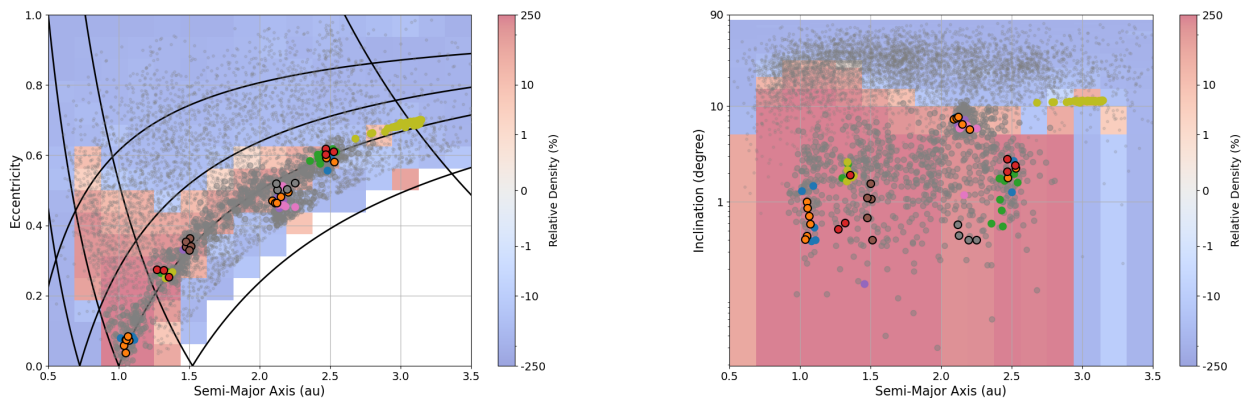 1.0
0.8
0.6
0.4
0.2
0.0
Eccentricity
0.5 1.0 1.5 2.0 2.5 3.0 3.5
Semi-Major Axis (au)
250
10
1
0
-1
-10
-250
Relative Density (%)
90
10
1
Inclination (degree)
0.5 1.0 1.5 2.0 2.5 3.0 3.5
Semi-Major Axis (au)
250
10
1
0
-1
-10
-250
Relative Density (%)